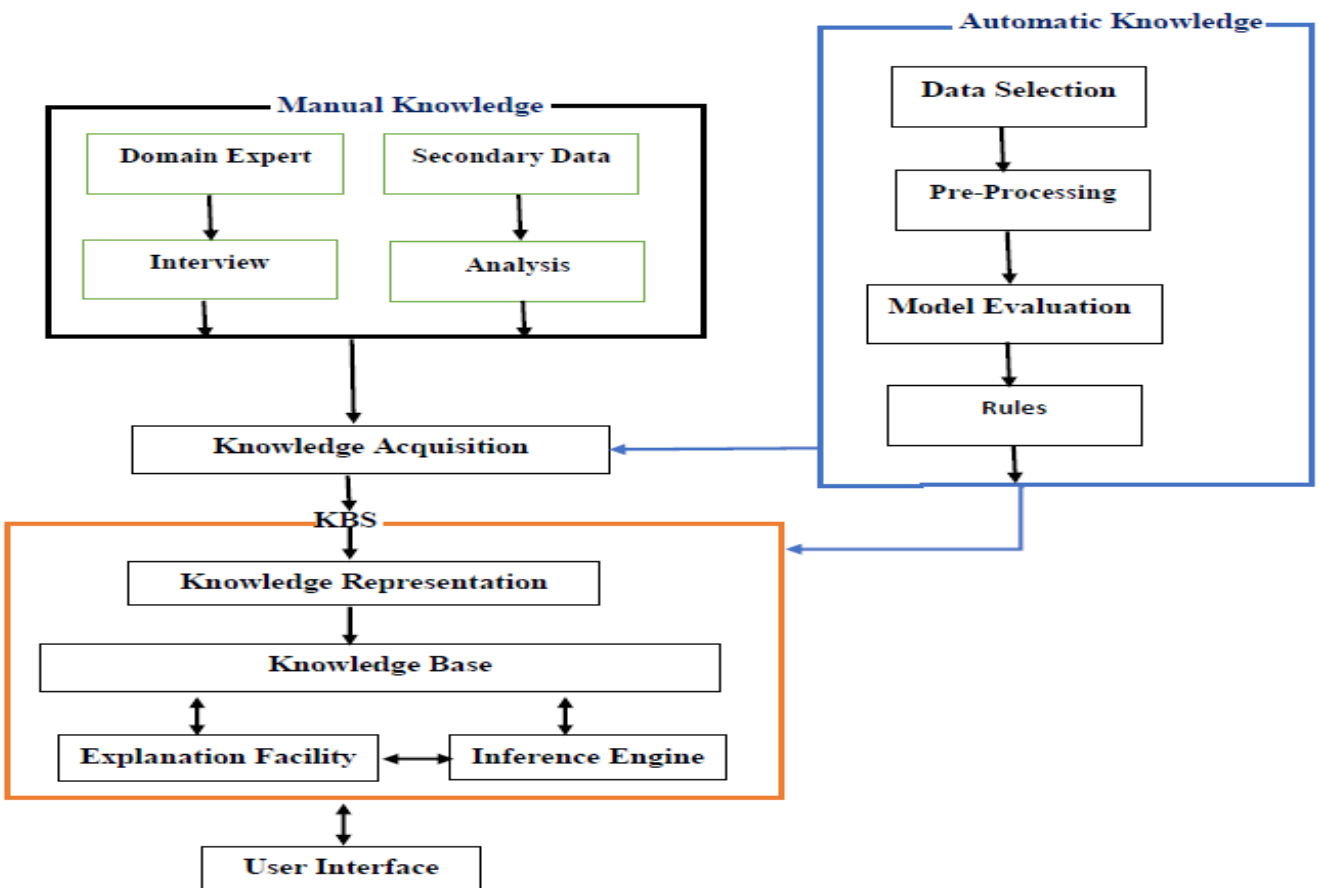 Automatic Knowledge
Data Selection
Pre-Processing
Model Evaluation
Rules
Manual Knowledge
Domain Expert
Secondary Data
Interview
Analysis
Knowledge Acquisition
KBS
Knowledge Representation
Knowledge Base
Explanation Facility
Inference Engine
User Interface